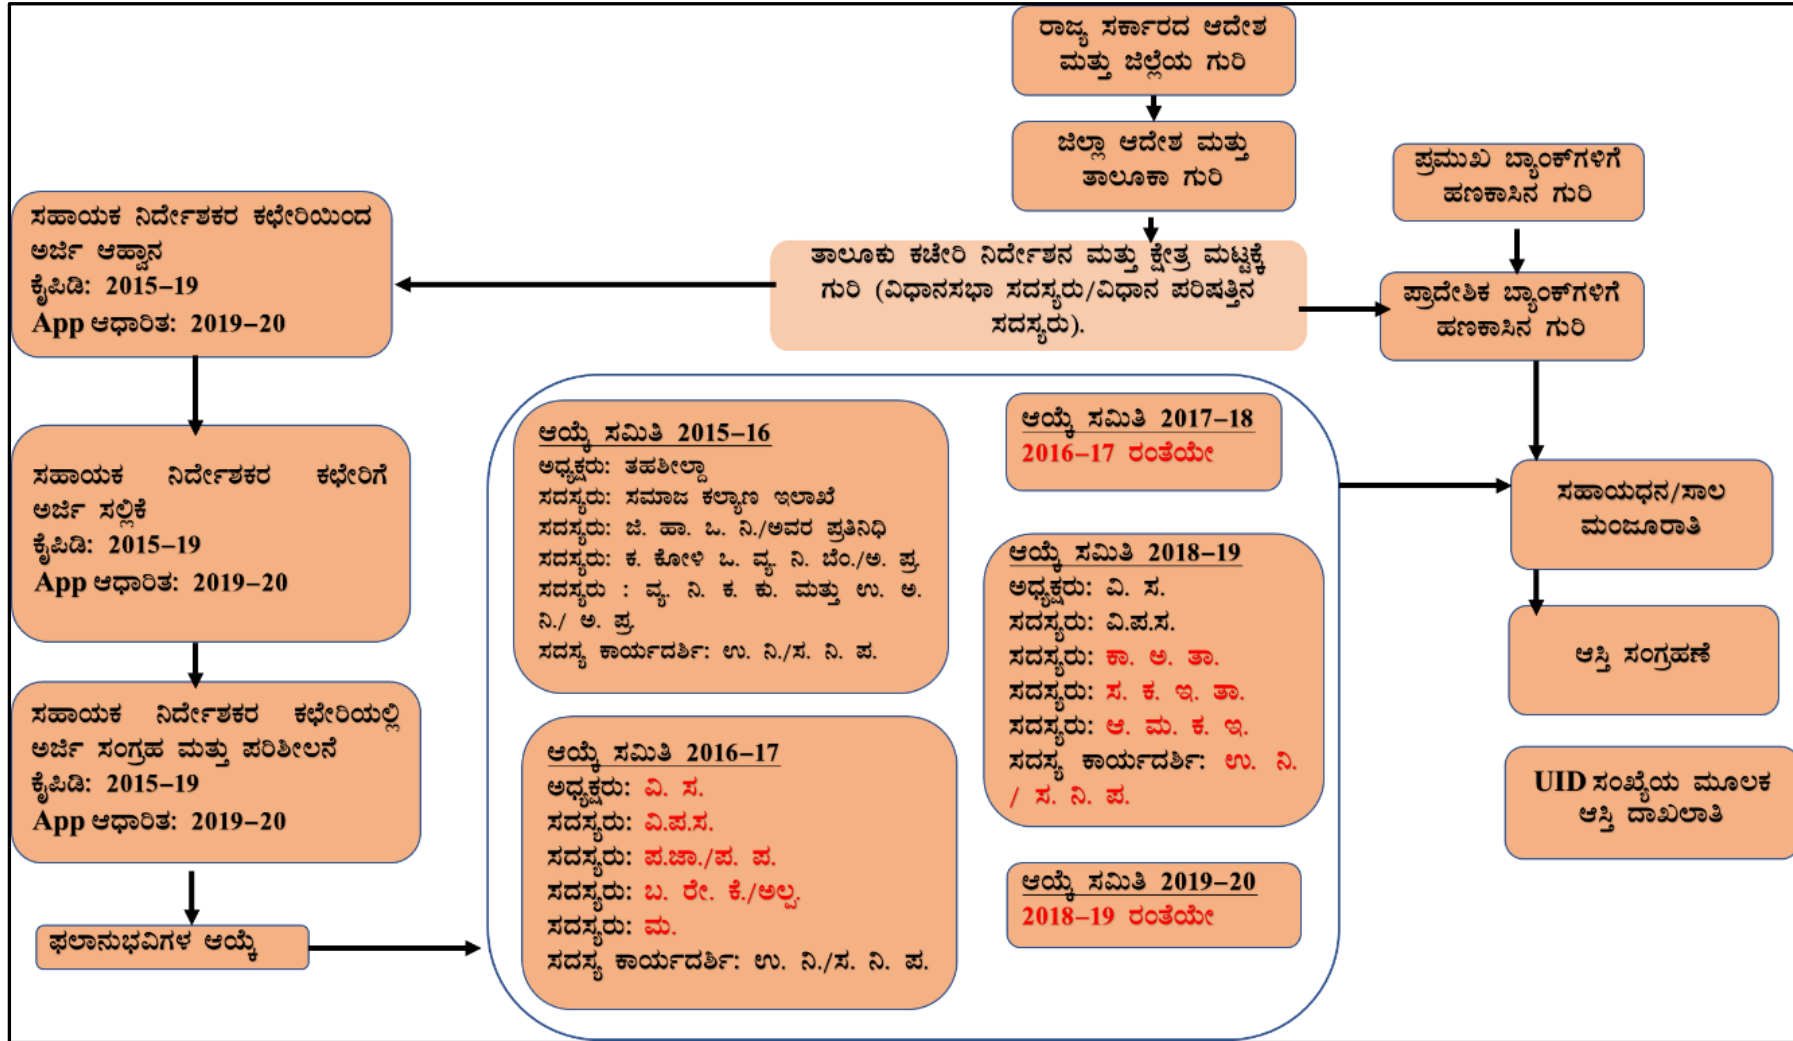 ರಾಜ್ಯ ಸರ್ಕಾರದ ಆದೇಶ
ಮತ್ತು ಜಿಲ್ಲೆಯ ಗುರಿ
ಜಿಲ್ಲಾ ಆದೇಶ ಮತ್ತು
ತಾಲೂಕಾ ಗುರಿ
ಪ್ರಮುಖ ಬ್ಯಾಂಕ್‌ಗಳಿಗೆ
ಹಣಕಾಸಿನ ಗುರಿ
ತಾಲೂಕು ಕಚೇರಿ ನಿರ್ದೇಶನ ಮತ್ತು ಕ್ಷೇತ್ರ ಮಟ್ಟಕ್ಕೆ
ಗುರಿ (ವಿಧಾನಸಭಾ ಸದಸ್ಯರು/ವಿಧಾನ ಪರಿಷತ್ತಿನ
ಸದಸ್ಯರು).
ಪ್ರಾದೇಶಿಕ ಬ್ಯಾಂಕ್‌ಗಳಿಗೆ
ಹಣಕಾಸಿನ ಗುರಿ
ಸಹಾಯಕ ನಿರ್ದೇಶಕರ ಕಛೇರಿಯಿಂದ
ಅರ್ಜಿ ಆಹ್ವಾನ
ಕೈಪಿಡಿ: 2015–19
App ಆಧಾರಿತ: 2019–20
ಸಹಾಯಕ ನಿರ್ದೇಶಕರ ಕಛೇರಿಗೆ
ಅರ್ಜಿ ಸಲ್ಲಿಕೆ
ಕೈಪಿಡಿ: 2015–19
App ಆಧಾರಿತ: 2019–20
ಸಹಾಯಕ ನಿರ್ದೇಶಕರ ಕಛೇರಿಯಲ್ಲಿ
ಅರ್ಜಿ ಸಂಗ್ರಹ ಮತ್ತು ಪರಿಶೀಲನೆ
ಕೈಪಿಡಿ: 2015–19
App ಆಧಾರಿತ: 2019–20
ಫಲಾನುಭವಿಗಳ ಆಯ್ಕೆ
ಆಯ್ಕೆ ಸಮಿತಿ 2015–16
ಅಧ್ಯಕ್ಷರು: ತಹಶೀಲ್ದಾ
ಸದಸ್ಯರು: ಸಮಾಜ ಕಲ್ಯಾಣ ಇಲಾಖೆ
ಸದಸ್ಯರು: ಜಿ. ಹಾ. ಒ. ನಿ./ಅವರ ಪ್ರತಿನಿಧಿ
ಸದಸ್ಯರು: ಕ. ಕೋಳಿ ಒ. ವ್ಯ. ನಿ. ಬೆಂ./ಅ. ಪ್ರ.
ಸದಸ್ಯರು : ವ್ಯ. ನಿ. ಕ. ಕು. ಮತ್ತು ಉ. ಅ.
ನಿ./ ಅ. ಪ್ರ.
ಸದಸ್ಯ ಕಾರ್ಯದರ್ಶಿ: ಉ. ನಿ./ಸ. ನಿ. ಪ.
ಆಯ್ಕೆ ಸಮಿತಿ 2016–17
ಅಧ್ಯಕ್ಷರು: ವಿ. ಸ.
ಸದಸ್ಯರು: ವಿ.ಪ.ಸ.
ಸದಸ್ಯರು: ಪ.ಜಾ./ಪ. ಪ.
ಸದಸ್ಯರು: ಬ. ರೇ. ಕೆ./ಅಲ್ಪ.
ಸದಸ್ಯರು: ಮ.
ಸದಸ್ಯ ಕಾರ್ಯದರ್ಶಿ: ಉ. ನಿ./ಸ. ನಿ. ಪ.
ಆಯ್ಕೆ ಸಮಿತಿ 2017–18
2016–17 ರಂತೆಯೇ
ಆಯ್ಕೆ ಸಮಿತಿ 2018–19
ಅಧ್ಯಕ್ಷರು: ವಿ. ಸ.
ಸದಸ್ಯರು: ವಿ.ಪ.ಸ.
ಸದಸ್ಯರು: ಕಾ. ಅ. ತಾ.
ಸದಸ್ಯರು: ಸ. ಕ. ಇ. ತಾ.
ಸದಸ್ಯರು: ಆ. ಮ. ಕ. ಇ.
ಸದಸ್ಯ ಕಾರ್ಯದರ್ಶಿ: ಉ. ನಿ.
/ ಸ. ನಿ. ಪ.
ಆಯ್ಕೆ ಸಮಿತಿ 2019–20
2018–19 ರಂತೆಯೇ
ಸಹಾಯಧನ/ಸಾಲ
ಮಂಜೂರಾತಿ
ಆಸ್ತಿ ಸಂಗ್ರಹಣೆ
UID ಸಂಖ್ಯೆಯ ಮೂಲಕ
ಆಸ್ತಿ ದಾಖಲಾತಿ